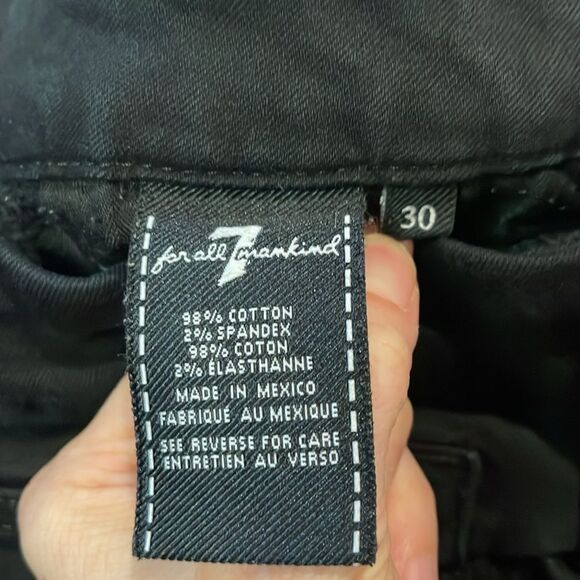 for all 7 mankind
30
98% COTTON
2% SPANDEX
98% COTON
2% ÉLASTHANNE
MADE IN MEXICO
FABRIQUE AU MEXIQUE
SEE REVERSE FOR CARE
ENTRETIEN AU VERSO